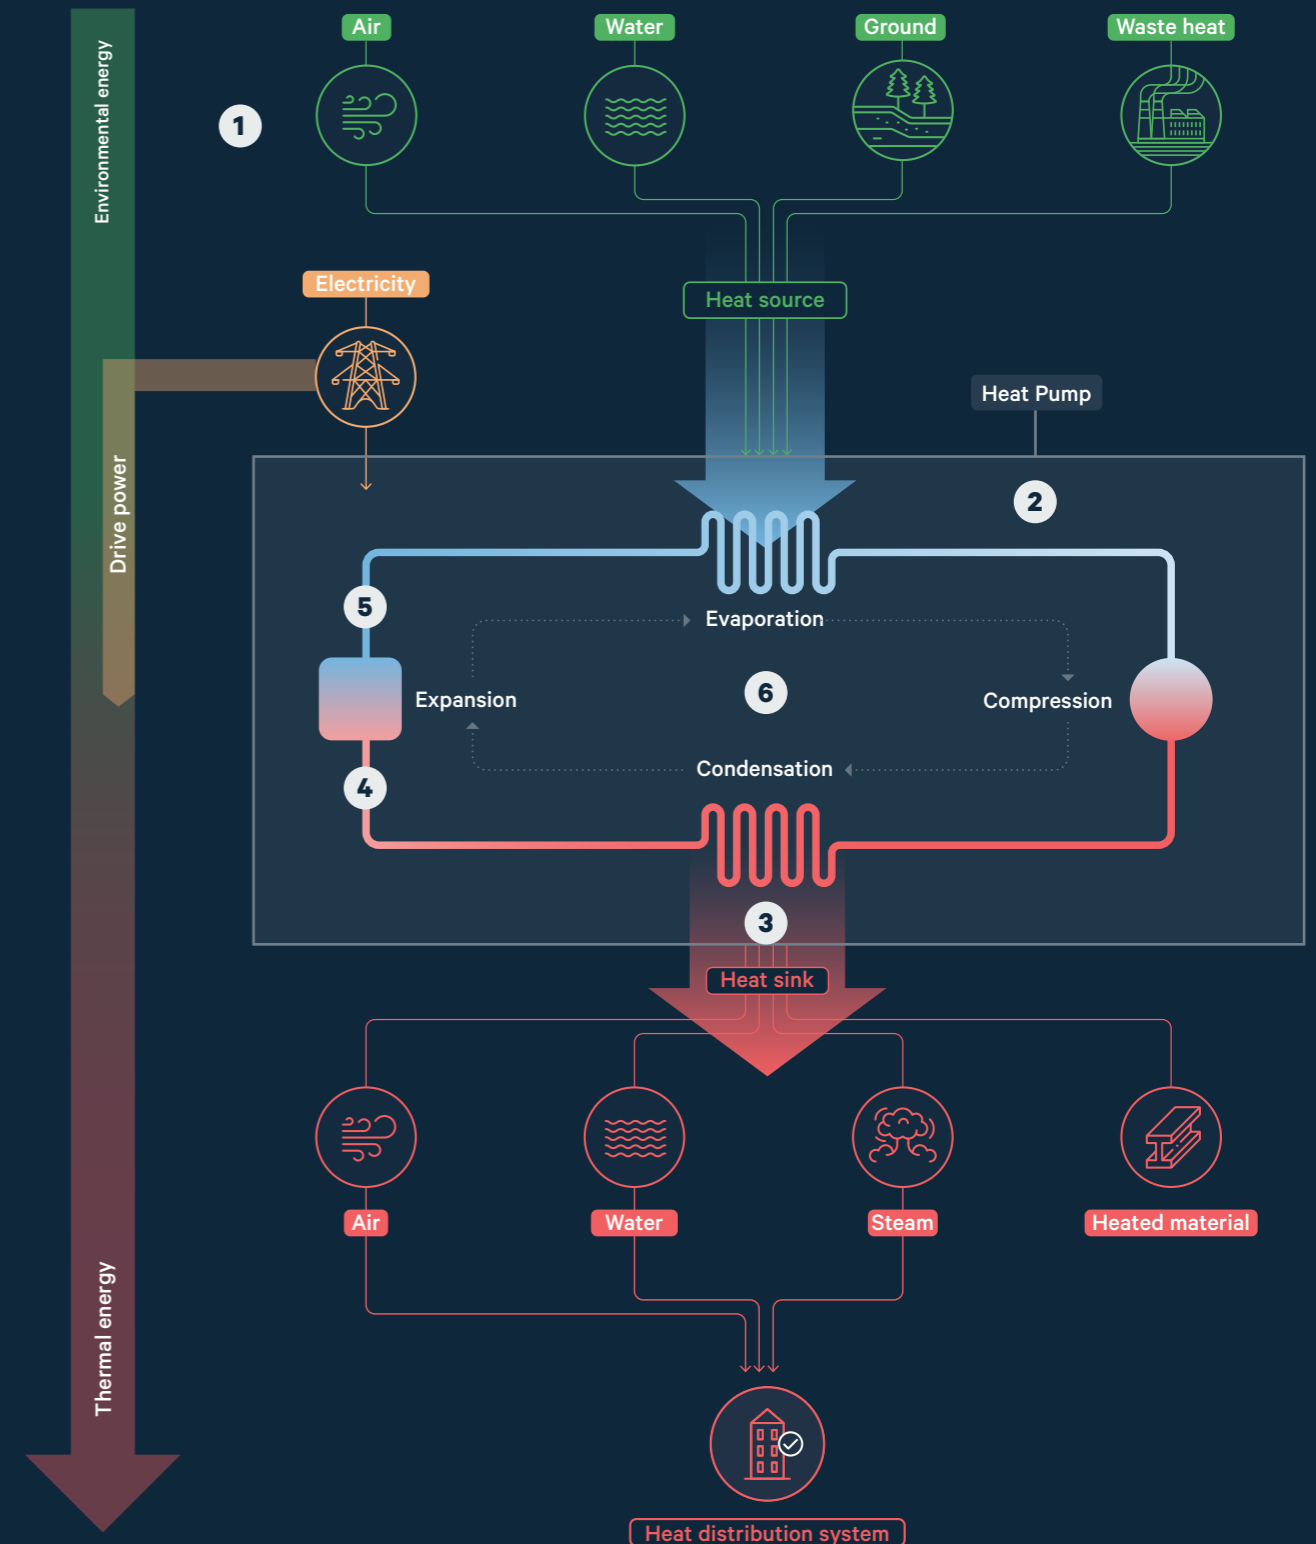 Air
Water
Ground
Waste heat
Environmental energy
1
Electricity
Heat source
Heat Pump
2
Drive power
5
Evaporation
Expansion
6
Compression
Condensation
4
3
Heat sink
Air
Water
Steam
Heated material
Thermal energy
Heat distribution system